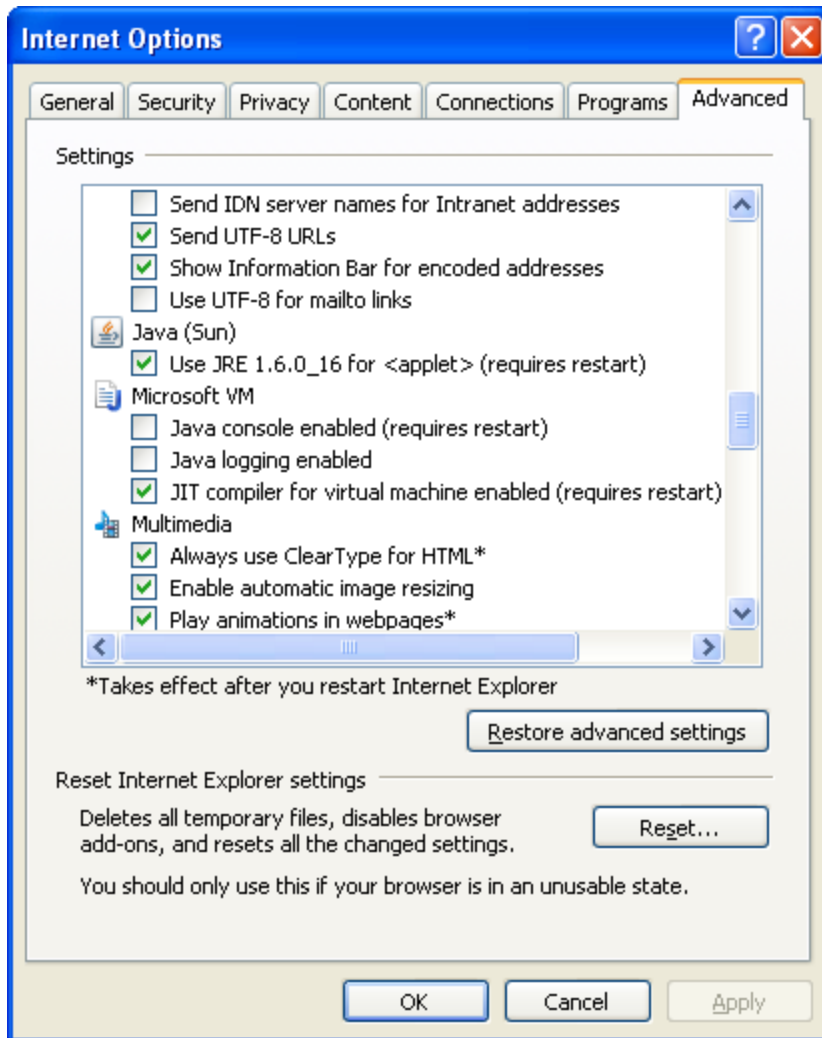 Internet Options
General Security Privacy Content Connections Programs Advanced
Settings
Send IDN server names for Intranet addresses
Send UTF-8 URLs
Show Information Bar for encoded addresses
Use UTF-8 for mailto links
Java (Sun)
Use JRE 1.6.0_16 for <applet> (requires restart)
Microsoft VM
Java console enabled (requires restart)
Java logging enabled
JIT compiler for virtual machine enabled (requires restart)
Multimedia
Always use ClearType for HTML*
Enable automatic image resizing
Play animations in webpages*
*Takes effect after you restart Internet Explorer
Restore advanced settings
Reset Internet Explorer settings
Deletes all temporary files, disables browser
add-ons, and resets all the changed settings.
Reset...
You should only use this if your browser is in an unusable state.
OK Cancel Apply